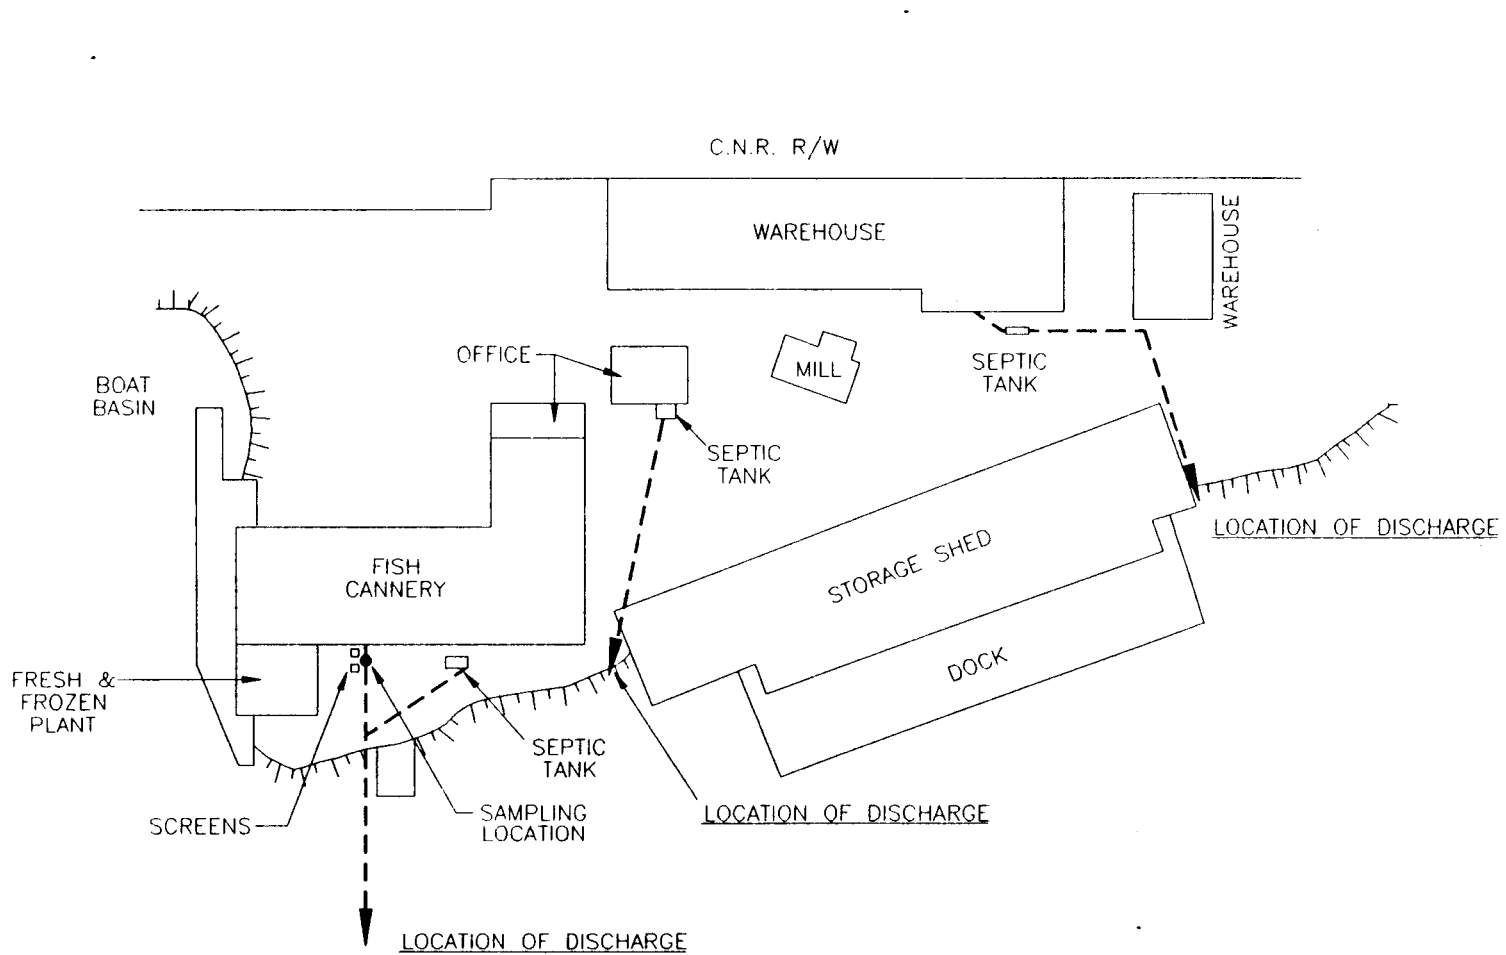 C.N.R. R/W
WAREHOUSE
WAREHOUSE
OFFICE
MILL
SEPTIC
TANK
BOAT
BASIN
SEPTIC
TANK
LOCATION OF DISCHARGE
STORAGE SHED
FISH
CANNERY
DOCK
FRESH &
FROZEN
PLANT
SEPTIC
TANK
SCREENS
SAMPLING
LOCATION
LOCATION OF DISCHARGE
LOCATION OF DISCHARGE